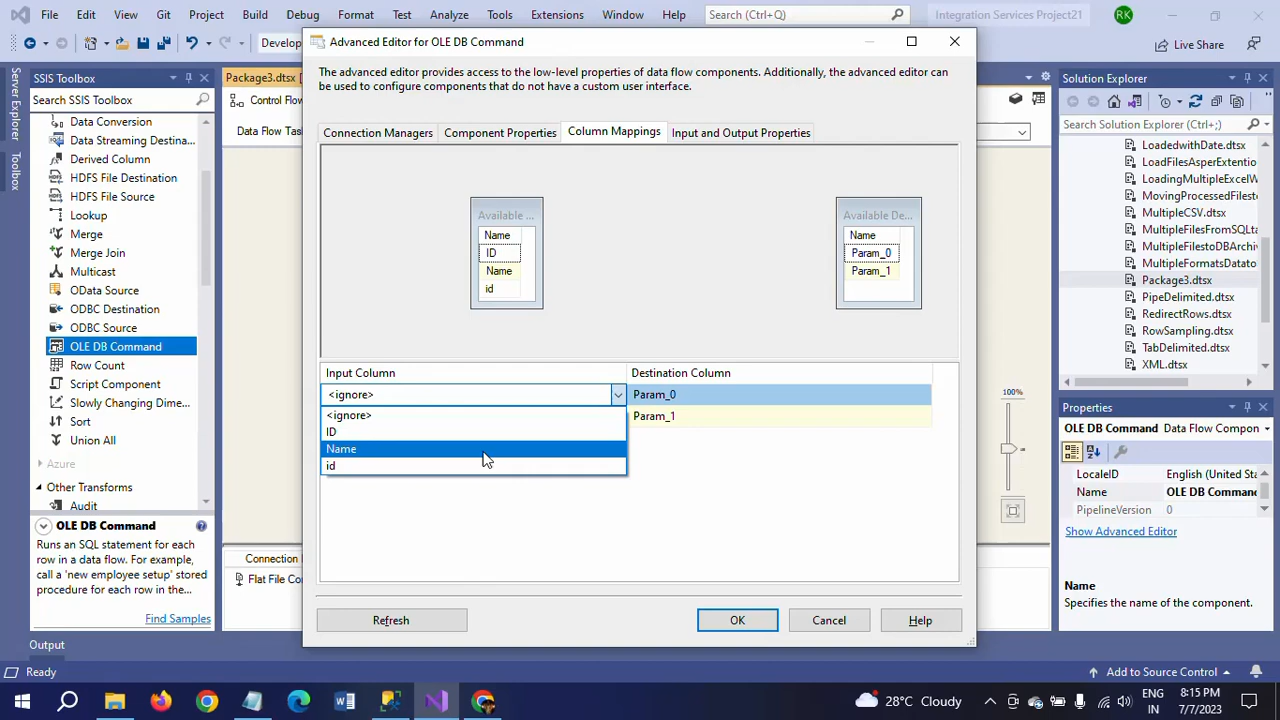 File Edit View Git Project Build Debug Format Test Analyze Tools Extensions Window Help Search (Ctrl+Q) Integration Services Project21 RK
Develop
Live Share
Server Explorer
Toolbox
SSIS Toolbox
Search SSIS Toolbox
Data Conversion
Data Streaming Destina...
Derived Column
HDFS File Destination
HDFS File Source
Lookup
Merge
Merge Join
Multicast
OData Source
ODBC Destination
ODBC Source
OLE DB Command
Row Count
Script Component
Slowly Changing Dime...
Sort
Union All
Azure
Other Transforms
Audit
OLE DB Command
Runs an SQL statement for each
row in a data flow. For example,
call a 'new employee setup' stored
procedure for each row in the...
Find Samples
Package3.dtsx
Control Flow
Data Flow Tas
Connection
Flat File Co
Advanced Editor for OLE DB Command
The advanced editor provides access to the low-level properties of data flow components. Additionally, the advanced editor can
be used to configure components that do not have a custom user interface.
Connection Managers Component Properties Column Mappings Input and Output Properties
Available ...
Name
ID
Name
id
Available De...
Name
Param_0
Param_1
Input Column Destination Column
<ignore> Param_0
<ignore> Param_1
ID
Name
id
Refresh OK Cancel Help
100%
Solution Explorer
Search Solution Explorer (Ctrl+;)
LoadedwithDate.dtsx
LoadFilesAsperExtentio
LoadingMultipleExcelW
MovingProcessedFilesto
MultipleCSV.dtsx
MultipleFilesFromSQLta
MultipleFilestoDBArchiv
MultipleFormatsDatato
Package3.dtsx
PipeDelimited.dtsx
RedirectRows.dtsx
RowSampling.dtsx
TabDelimited.dtsx
XML.dtsx
Properties
OLE DB Command Data Flow Compon
LocaleID English (United Sta
Name OLE DB Command
PipelineVersion 0
Show Advanced Editor
Name
Specifies the name of the component.
Output
Ready
Add to Source Control
28°C Cloudy
ENG
IN
8:15 PM
7/7/2023